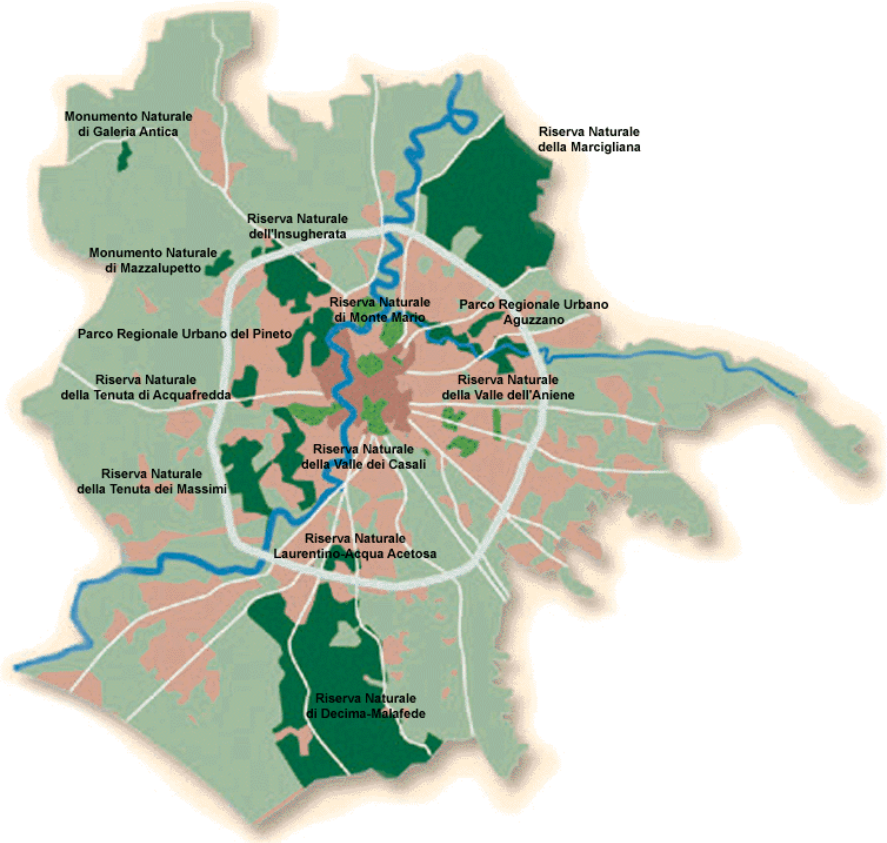 Monumento Naturale
di Galeria Antica
Riserva Naturale
della Marcigliana
Riserva Naturale
dell'Insugherata
Monumento Naturale
di Mazzalupetto
Riserva Naturale
di Monte Mario
Parco Regionale Urbano
Aguzzano
Parco Regionale Urbano del Pineto
Riserva Naturale
della Tenuta di Acquafredda
Riserva Naturale
della Valle dell'Aniene
Riserva Naturale
della Valle dei Casali
Riserva Naturale
della Tenuta dei Massimi
Riserva Naturale
Laurentino-Acqua Acetosa
Riserva Naturale
di Decima-Malafede